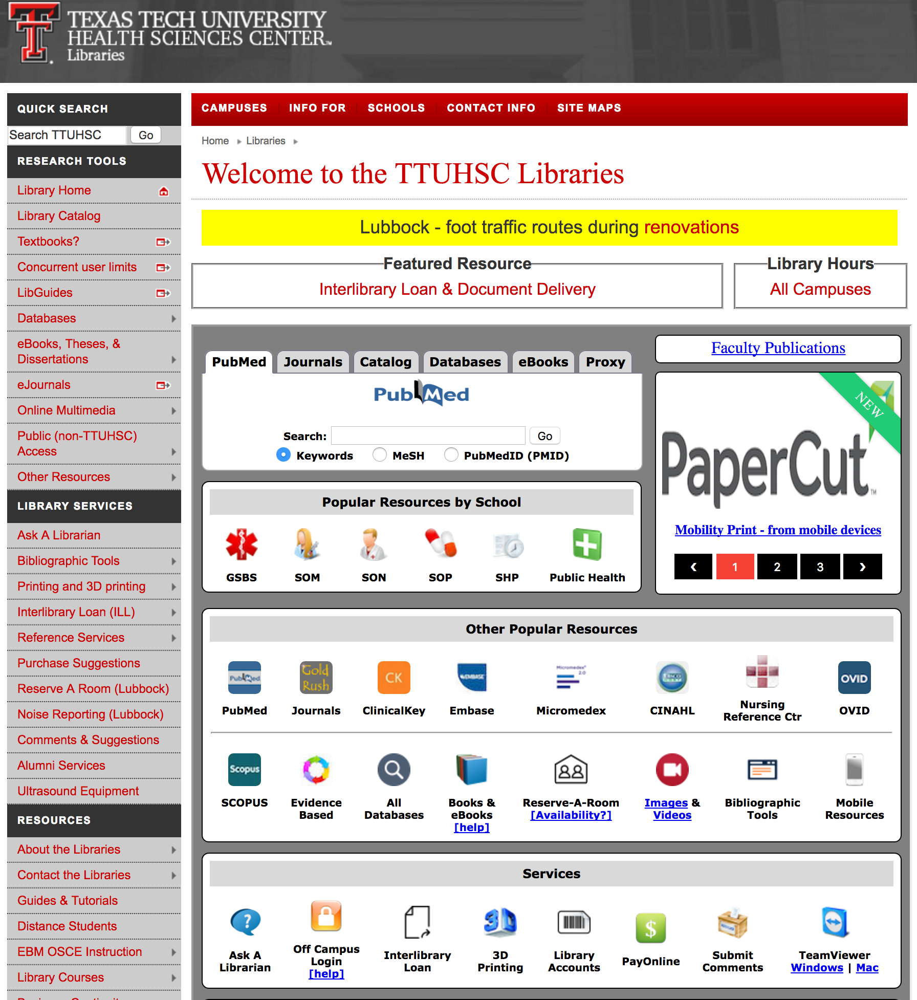 TEXAS TECH UNIVERSITY
HEALTH SCIENCES CENTER™
Libraries
QUICK SEARCH
Search TTUHSC Go
RESEARCH TOOLS
Library Home
Library Catalog
Textbooks?
Concurrent user limits
LibGuides
Databases
eBooks, Theses, &
Dissertations
eJournals
Online Multimedia
Public (non-TTUHSC)
Access
Other Resources
LIBRARY SERVICES
Ask A Librarian
Bibliographic Tools
Printing and 3D printing
Interlibrary Loan (ILL)
Reference Services
Purchase Suggestions
Reserve A Room (Lubbock)
Noise Reporting (Lubbock)
Comments & Suggestions
Alumni Services
Ultrasound Equipment
RESOURCES
About the Libraries
Contact the Libraries
Guides & Tutorials
Distance Students
EBM OSCE Instruction
Library Courses
CAMPUSES INFO FOR SCHOOLS CONTACT INFO SITE MAPS
Home Libraries
Welcome to the TTUHSC Libraries
Lubbock - foot traffic routes during renovations
Featured Resource
Interlibrary Loan & Document Delivery
Library Hours
All Campuses
PubMed Journals Catalog Databases eBooks Proxy
PubMed
Search: Go
Keywords MeSH PubMedID (PMID)
Faculty Publications
NEW
PaperCut™
Mobility Print - from mobile devices
‹ 1 2 3 ›
Popular Resources by School
GSBS SOM SON SOP SHP Public Health
Other Popular Resources
PubMed
Gold
Rush
CK
EMBASE
Micromedex
2.0
EBSCO
HOST
OVID
PubMed Journals ClinicalKey Embase Micromedex CINAHL Nursing
Reference Ctr OVID
Scopus
SCOPUS
Evidence
Based
All
Databases
Books &
eBooks
[help]
Reserve-A-Room
[Availability?]
Images &
Videos
Bibliographic
Tools
Mobile
Resources
Services
?
3D
$
Ask A
Librarian
Off Campus
Login
[help]
Interlibrary
Loan
3D
Printing
Library
Accounts
PayOnline
Submit
Comments
TeamViewer
Windows | Mac